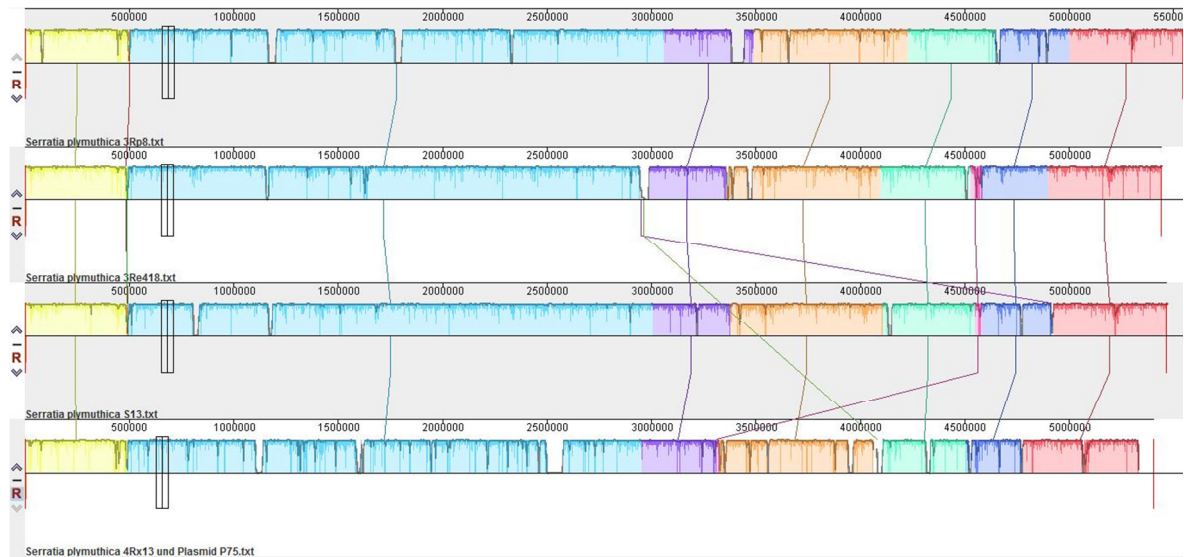 500000 1000000 1500000 2000000 2500000 3000000 3500000 4000000 4500000 5000000 550000
R
Serratia plymuthica 3Rp8.txt
500000 1000000 1500000 2000000 2500000 3000000 3500000 4000000 4500000 5000000
R
Serratia plymuthica 3Re418.txt
500000 1000000 1500000 2000000 2500000 3000000 3500000 4000000 4500000 5000000
R
Serratia plymuthica S13.txt
500000 1000000 1500000 2000000 2500000 3000000 3500000 4000000 4500000 5000000
R
Serratia plymuthica 4Rx13 und Plasmid P75.txt